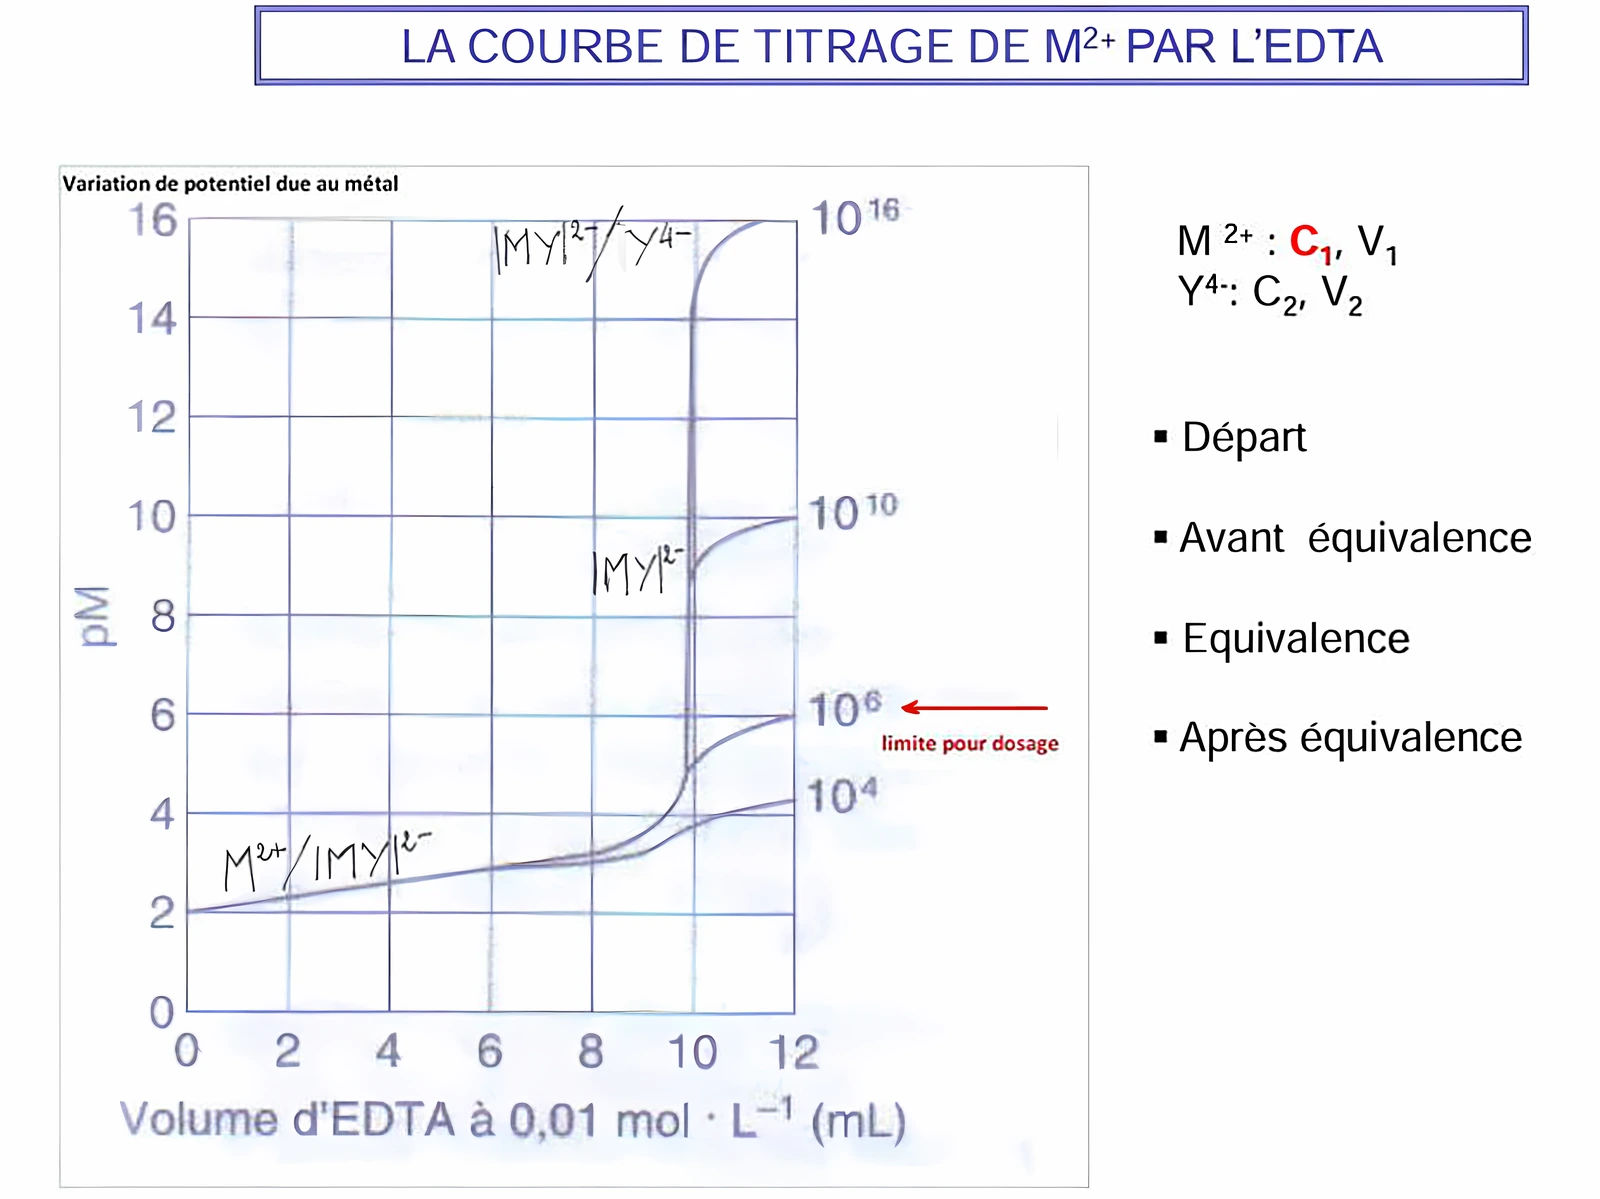 LA COURBE DE TITRAGE DE M2+ PAR L'EDTA
Variation de potentiel due au métal
16
14
12
10
8
6
4
2
0
pM
|MY|2-/Y4-
|MY|2-
M2+/|MY|2-
10 16
10 10
10 6
limite pour dosage
10 4
0 2 4 6 8 10 12
Volume d'EDTA à 0,01 mol · L−1 (mL)
M 2+ : C1, V1
Y4-: C2, V2
▪ Départ
▪ Avant équivalence
▪ Equivalence
▪ Après équivalence